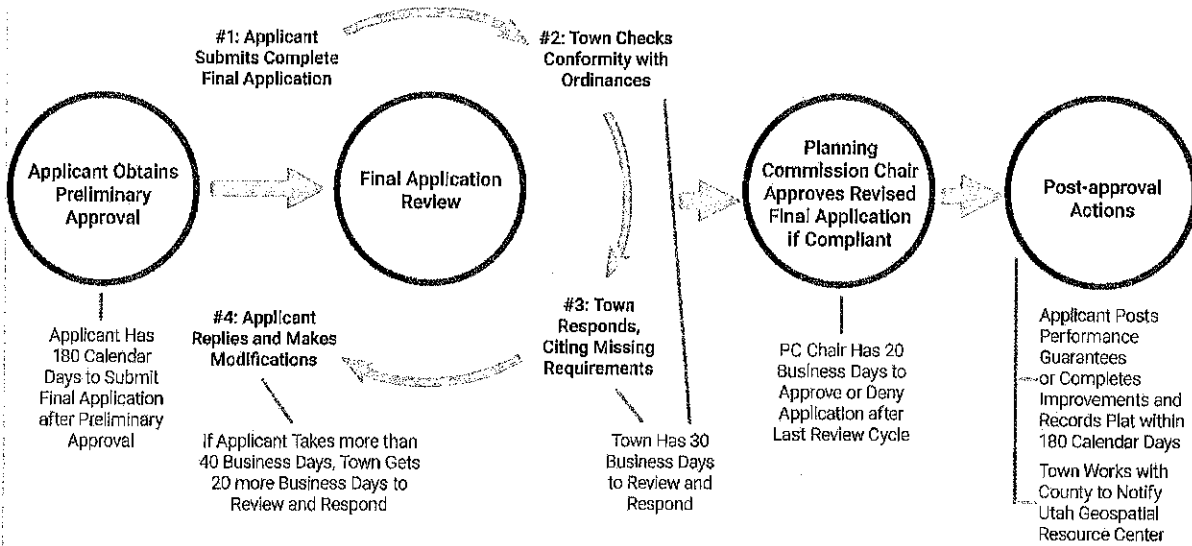 #1: Applicant
Submits Complete
Final Application
#2: Town Checks
Conformity with
Ordinances
Applicant Obtains
Preliminary
Approval
Final Application
Review
Planning
Commission Chair
Approves Revised
Final Application
if Compliant
Post-approval
Actions
Applicant Has
180 Calendar
Days to Submit
Final Application
after Preliminary
Approval
#4: Applicant
Replies and Makes
Modifications
If Applicant Takes more than
40 Business Days, Town Gets
20 more Business Days to
Review and Respond
#3: Town
Responds,
Citing Missing
Requirements
Town Has 30
Business Days
to Review and
Respond
PC Chair Has 20
Business Days to
Approve or Deny
Application after
Last Review Cycle
Applicant Posts
Performance
Guarantees
or Completes
Improvements and
Records Plat within
180 Calendar Days
Town Works with
County to Notify
Utah Geospatial
Resource Center